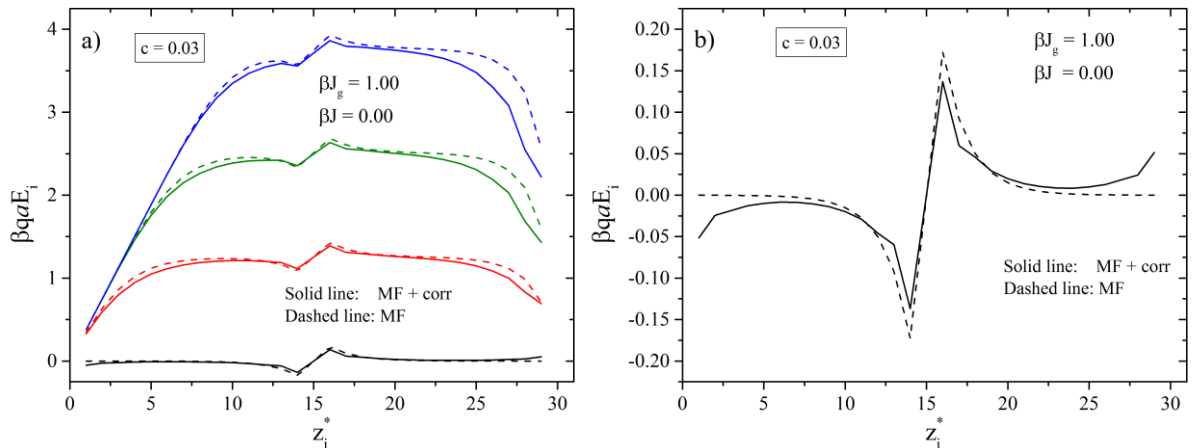 a)
c = 0.03
βJg = 1.00
βJ = 0.00
Solid line: MF + corr
Dashed line: MF
βqaEi
4
3
2
1
0
0 5 10 15 20 25 30
zi*
b)
c = 0.03
βJg = 1.00
βJ = 0.00
Solid line: MF + corr
Dashed line: MF
βqaEi
0.20
0.15
0.10
0.05
0.00
-0.05
-0.10
-0.15
-0.20
0 5 10 15 20 25 30
zi*